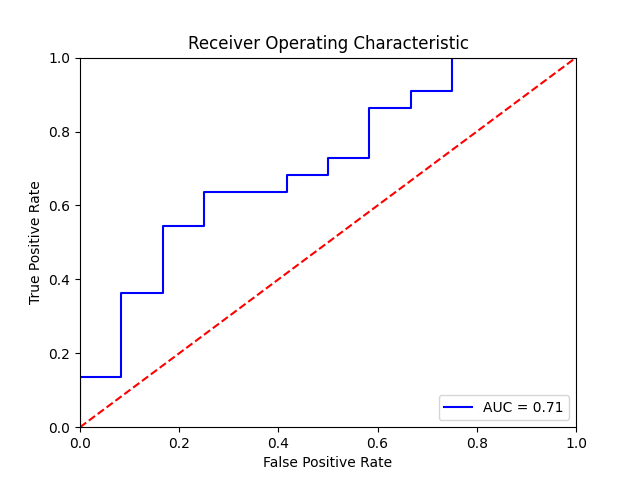 Receiver Operating Characteristic
True Positive Rate
1.0
0.8
0.6
0.4
0.2
0.0
AUC = 0.71
0.0 0.2 0.4 0.6 0.8 1.0
False Positive Rate